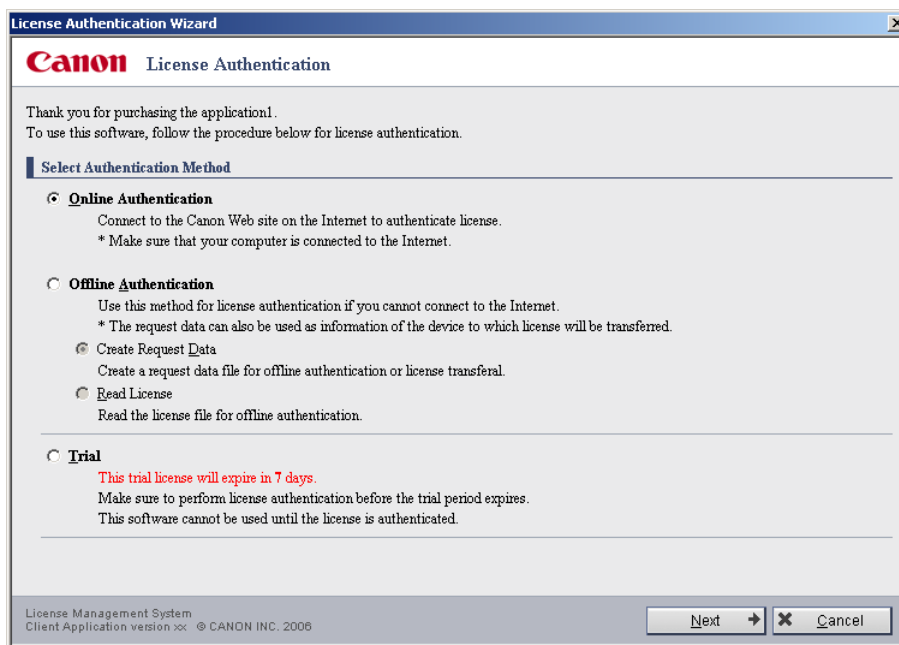 License Authentication Wizard
Canon License Authentication
Thank you for purchasing the application1.
To use this software, follow the procedure below for license authentication.
Select Authentication Method
Online Authentication
Connect to the Canon Web site on the Internet to authenticate license.
* Make sure that your computer is connected to the Internet.
Offline Authentication
Use this method for license authentication if you cannot connect to the Internet.
* The request data can also be used as information of the device to which license will be transferred.
Create Request Data
Create a request data file for offline authentication or license transferal.
Read License
Read the license file for offline authentication.
Trial
This trial license will expire in 7 days.
Make sure to perform license authentication before the trial period expires.
This software cannot be used until the license is authenticated.
License Management System
Client Application version xx © CANON INC. 2006
Next Cancel